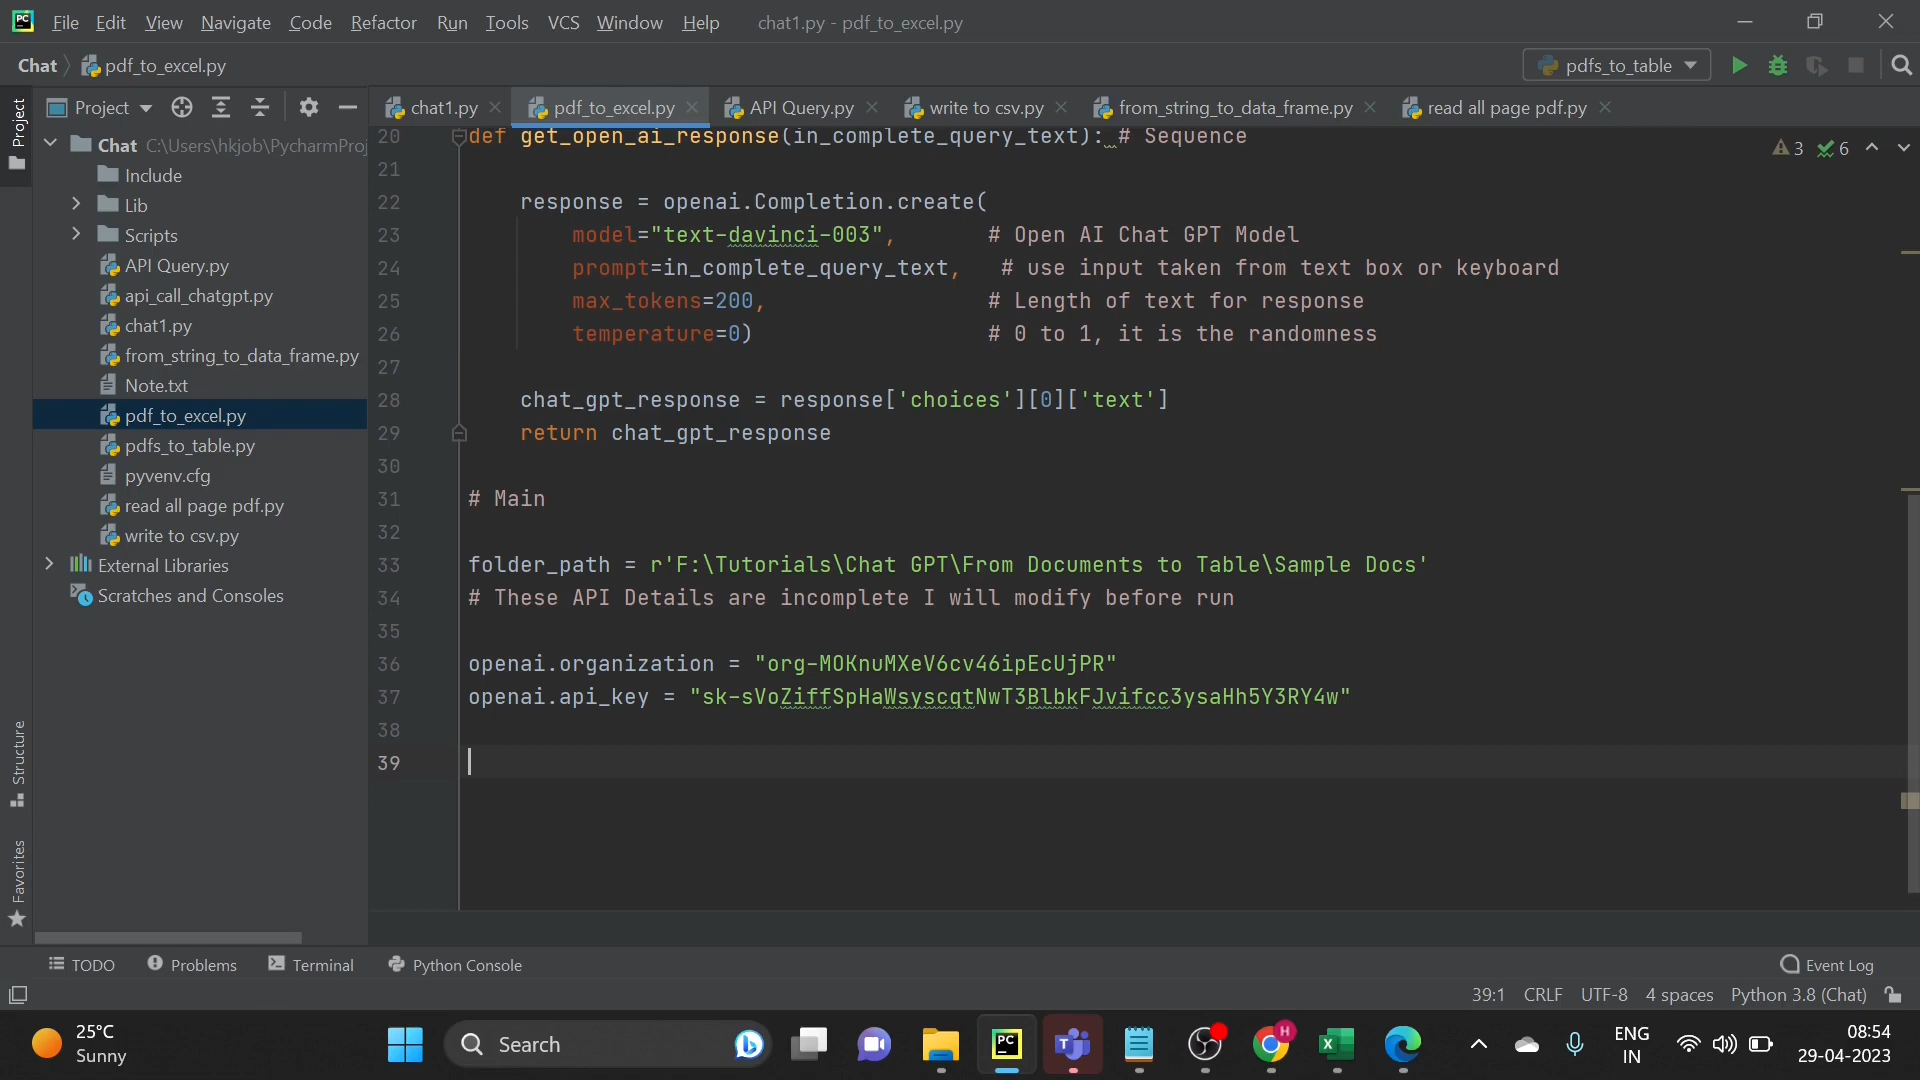 File Edit View Navigate Code Refactor Run Tools VCS Window Help chat1.py - pdf_to_excel.py
Chat pdf_to_excel.py pdfs_to_table
Project chat1.py pdf_to_excel.py API Query.py write to csv.py from_string_to_data_frame.py read all page pdf.py
Project
Chat C:\Users\hkjob\PycharmProj
Include
Lib
Scripts
API Query.py
api_call_chatgpt.py
chat1.py
from_string_to_data_frame.py
Note.txt
pdf_to_excel.py
pdfs_to_table.py
pyvenv.cfg
read all page pdf.py
write to csv.py
External Libraries
Scratches and Consoles
Structure
Favorites
3 6
20 def get_open_ai_response(in_complete_query_text): # Sequence
21
22 response = openai.Completion.create(
23 model="text-davinci-003", # Open AI Chat GPT Model
24 prompt=in_complete_query_text, # use input taken from text box or keyboard
25 max_tokens=200, # Length of text for response
26 temperature=0) # 0 to 1, it is the randomness
27
28 chat_gpt_response = response['choices'][0]['text']
29 return chat_gpt_response
30
31 # Main
32
33 folder_path = r'F:\Tutorials\Chat GPT\From Documents to Table\Sample Docs'
34 # These API Details are incomplete I will modify before run
35
36 openai.organization = "org-MOKnuMXeV6cv46ipEcUjPR"
37 openai.api_key = "sk-sVoZiffSpHaWsyscqtNwT3BlbkFJvifcc3ysaHh5Y3RY4w"
38
39
TODO Problems Terminal Python Console Event Log
39:1 CRLF UTF-8 4 spaces Python 3.8 (Chat)
25°C
Sunny
Search
H
ENG
IN
08:54
29-04-2023